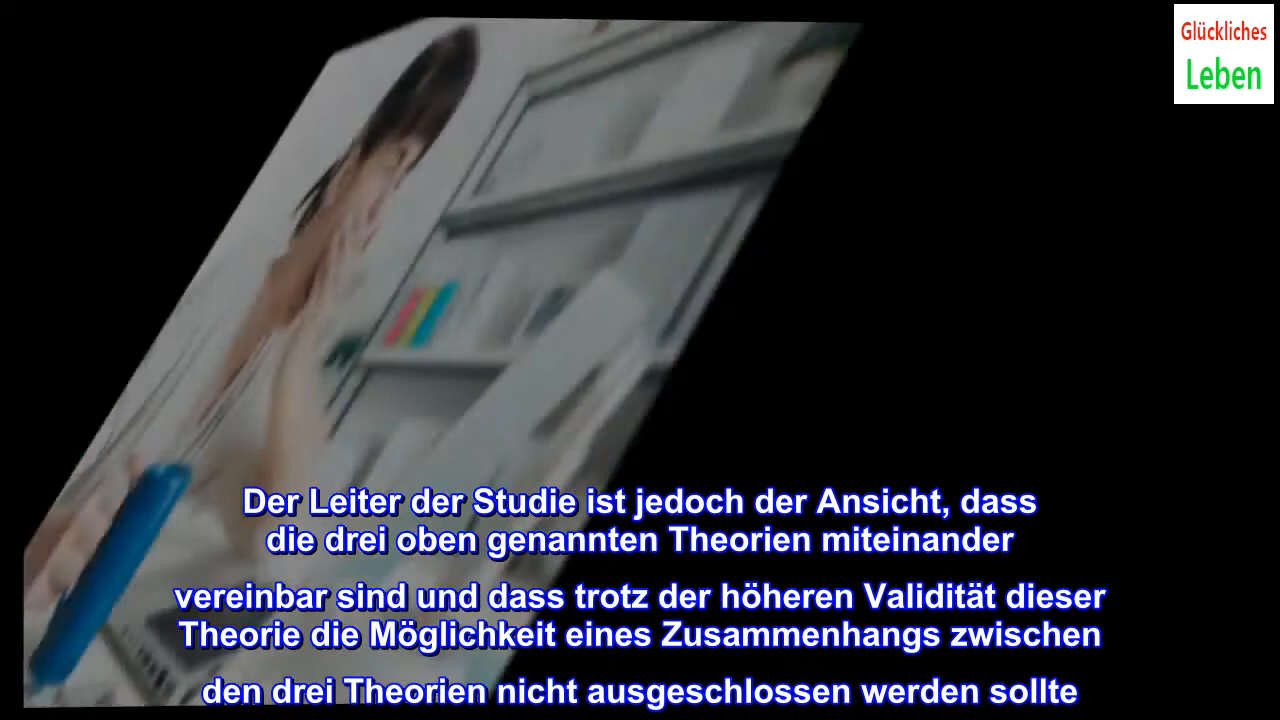 Glückliches
Leben
Der Leiter der Studie ist jedoch der Ansicht, dass
die drei oben genannten Theorien miteinander
vereinbar sind und dass trotz der höheren Validität dieser
Theorie die Möglichkeit eines Zusammenhangs zwischen
den drei Theorien nicht ausgeschlossen werden sollte